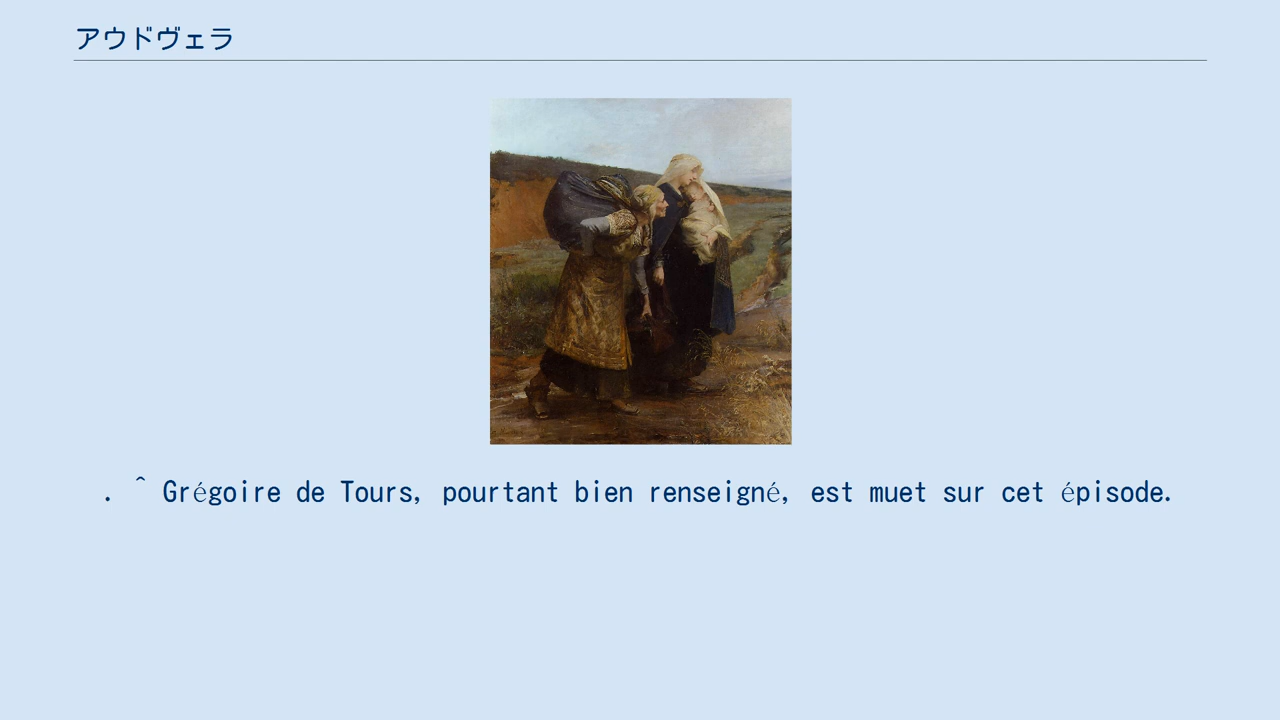 アウドヴェラ
. ^ Grégoire de Tours, pourtant bien renseigné, est muet sur cet épisode.